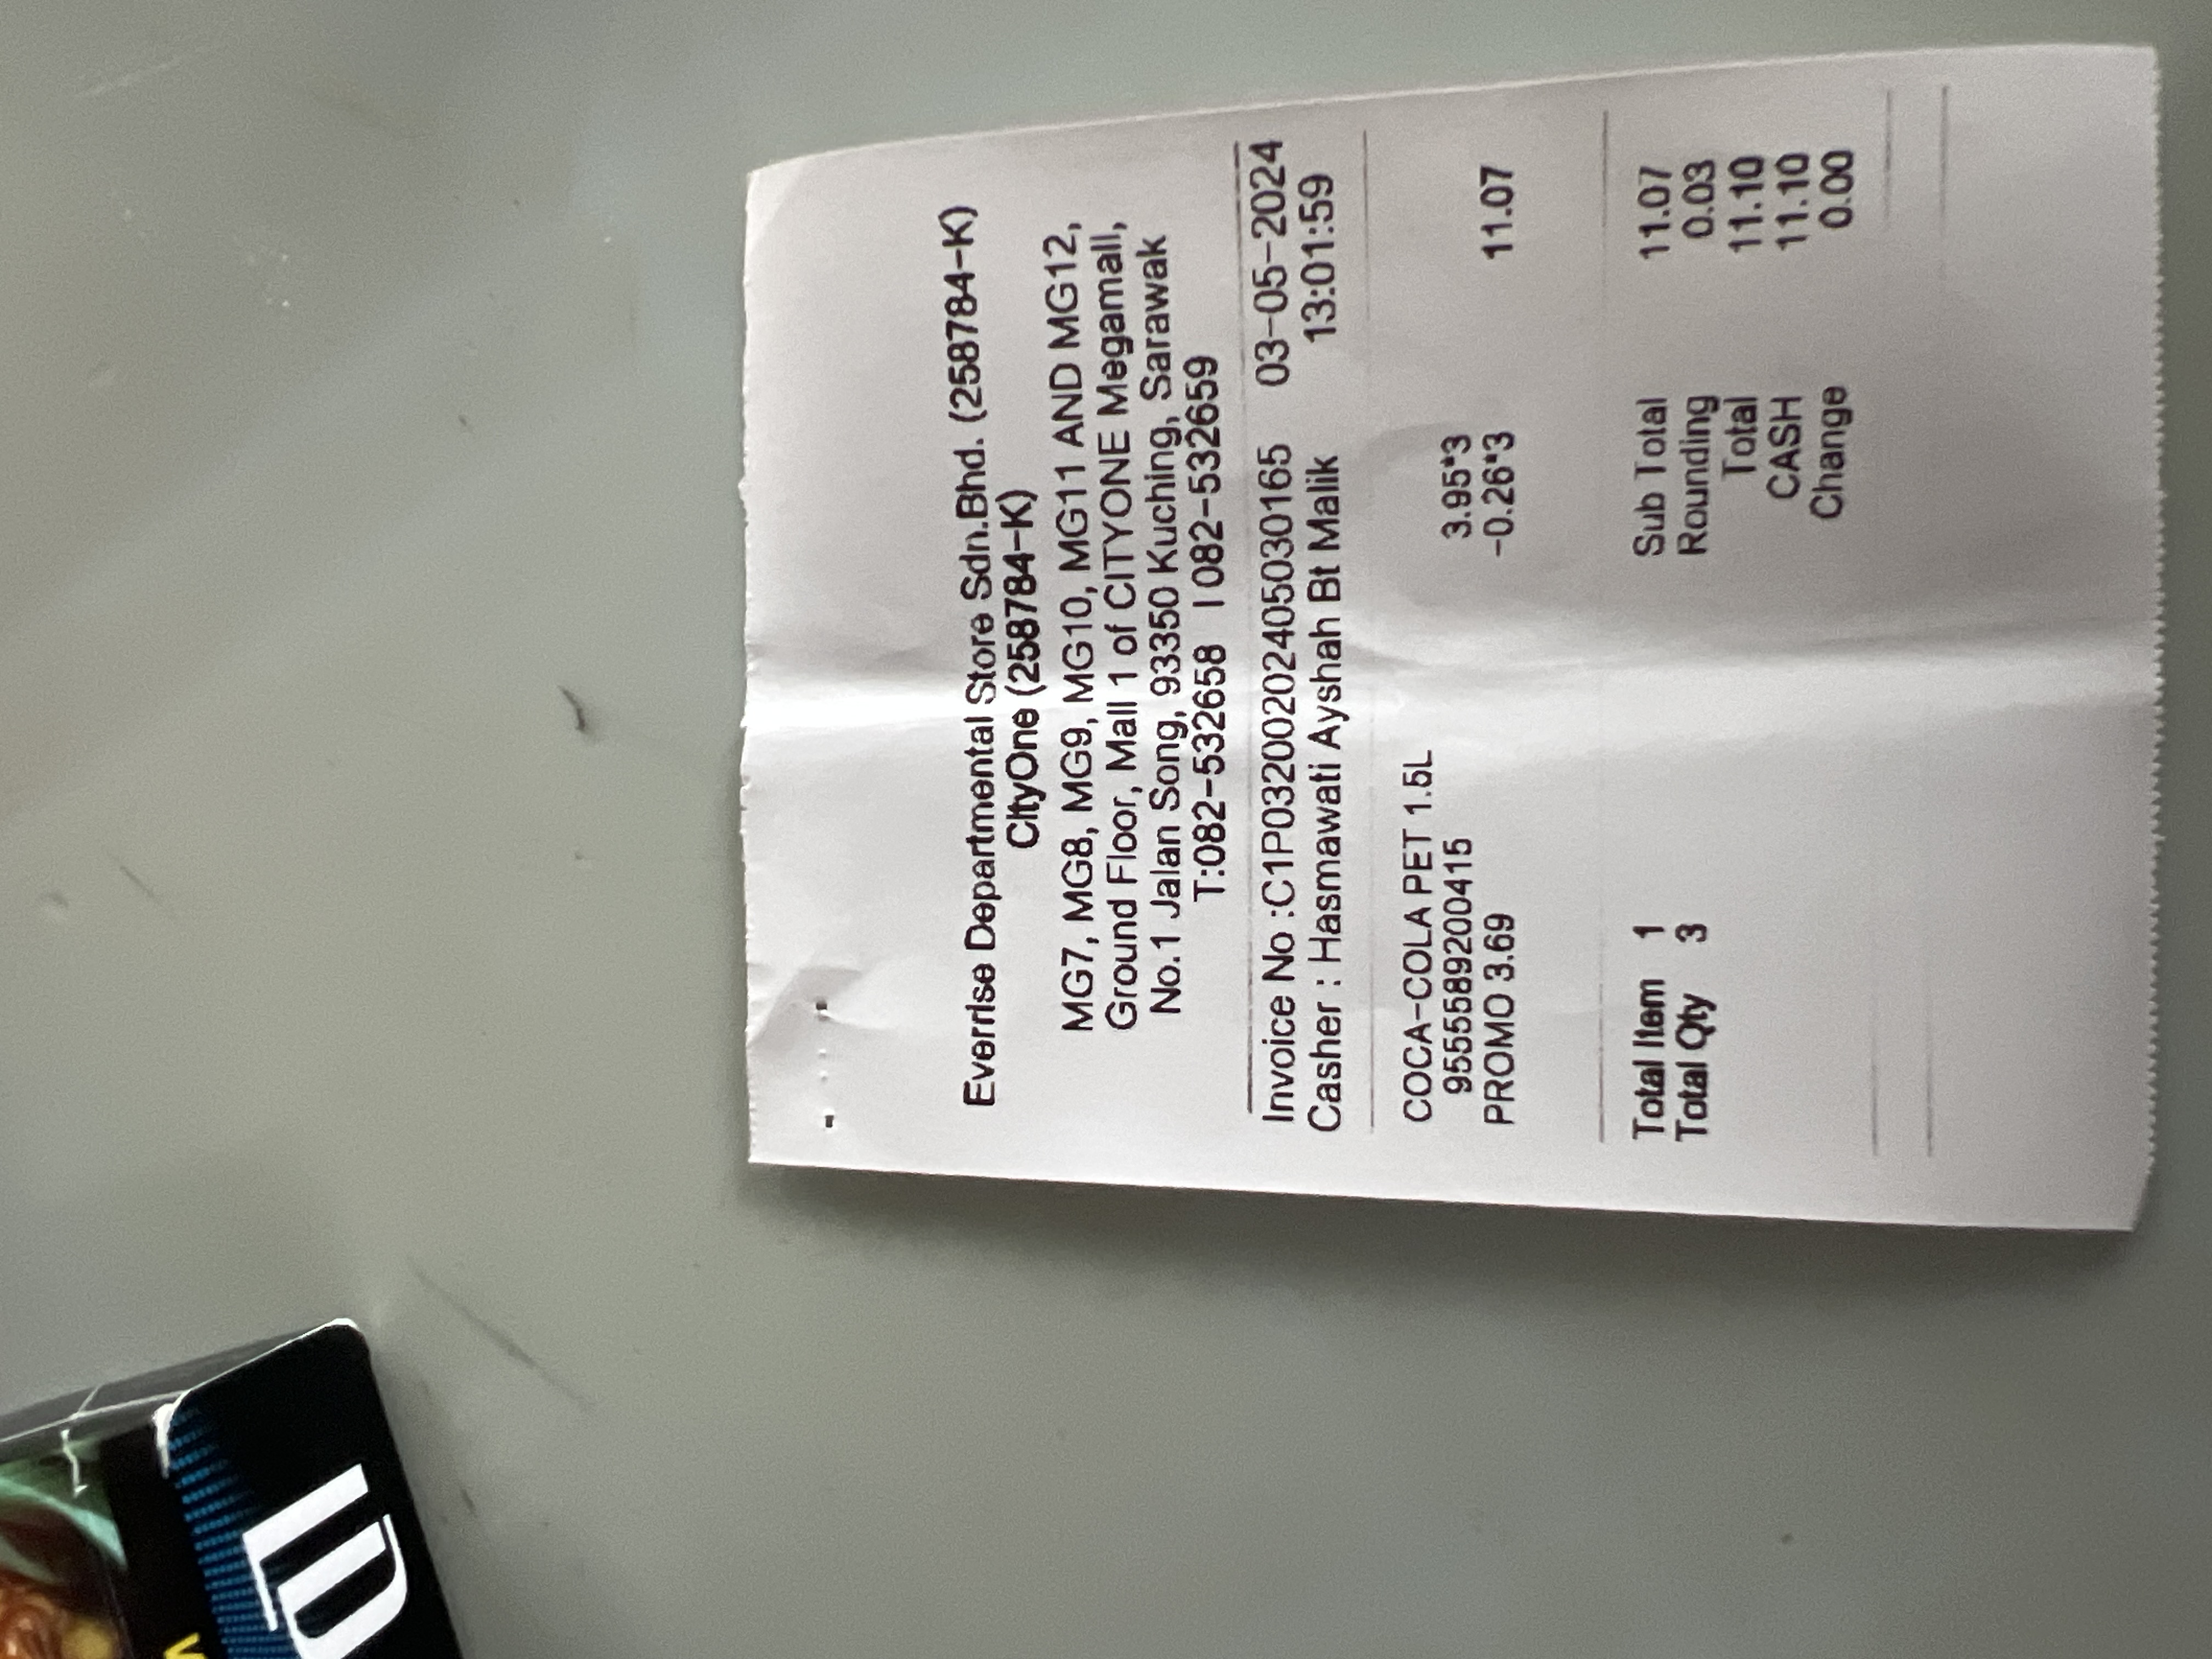 Everrise Departmental Store Sdn.Bhd. (258784-K)
CityOne (258784-K)
MG7, MG8, MG9, MG10, MG11 AND MG12,
Ground Floor, Mall 1 of CITYONE Megamall,
No.1 Jalan Song, 93350 Kuching, Sarawak
T:082-532658 I 082-532659
Invoice No :C1P03200202405030165 03-05-2024
Casher : Hasmawati Ayshah Bt Malik 13:01:59
COCA-COLA PET 1.5L
9555589200415 3.95*3
PROMO 3.69 -0.26*3 11.07
Total Item 1 Sub Total 11.07
Total Qty 3 Rounding 0.03
Total 11.10
CASH 11.10
Change 0.00